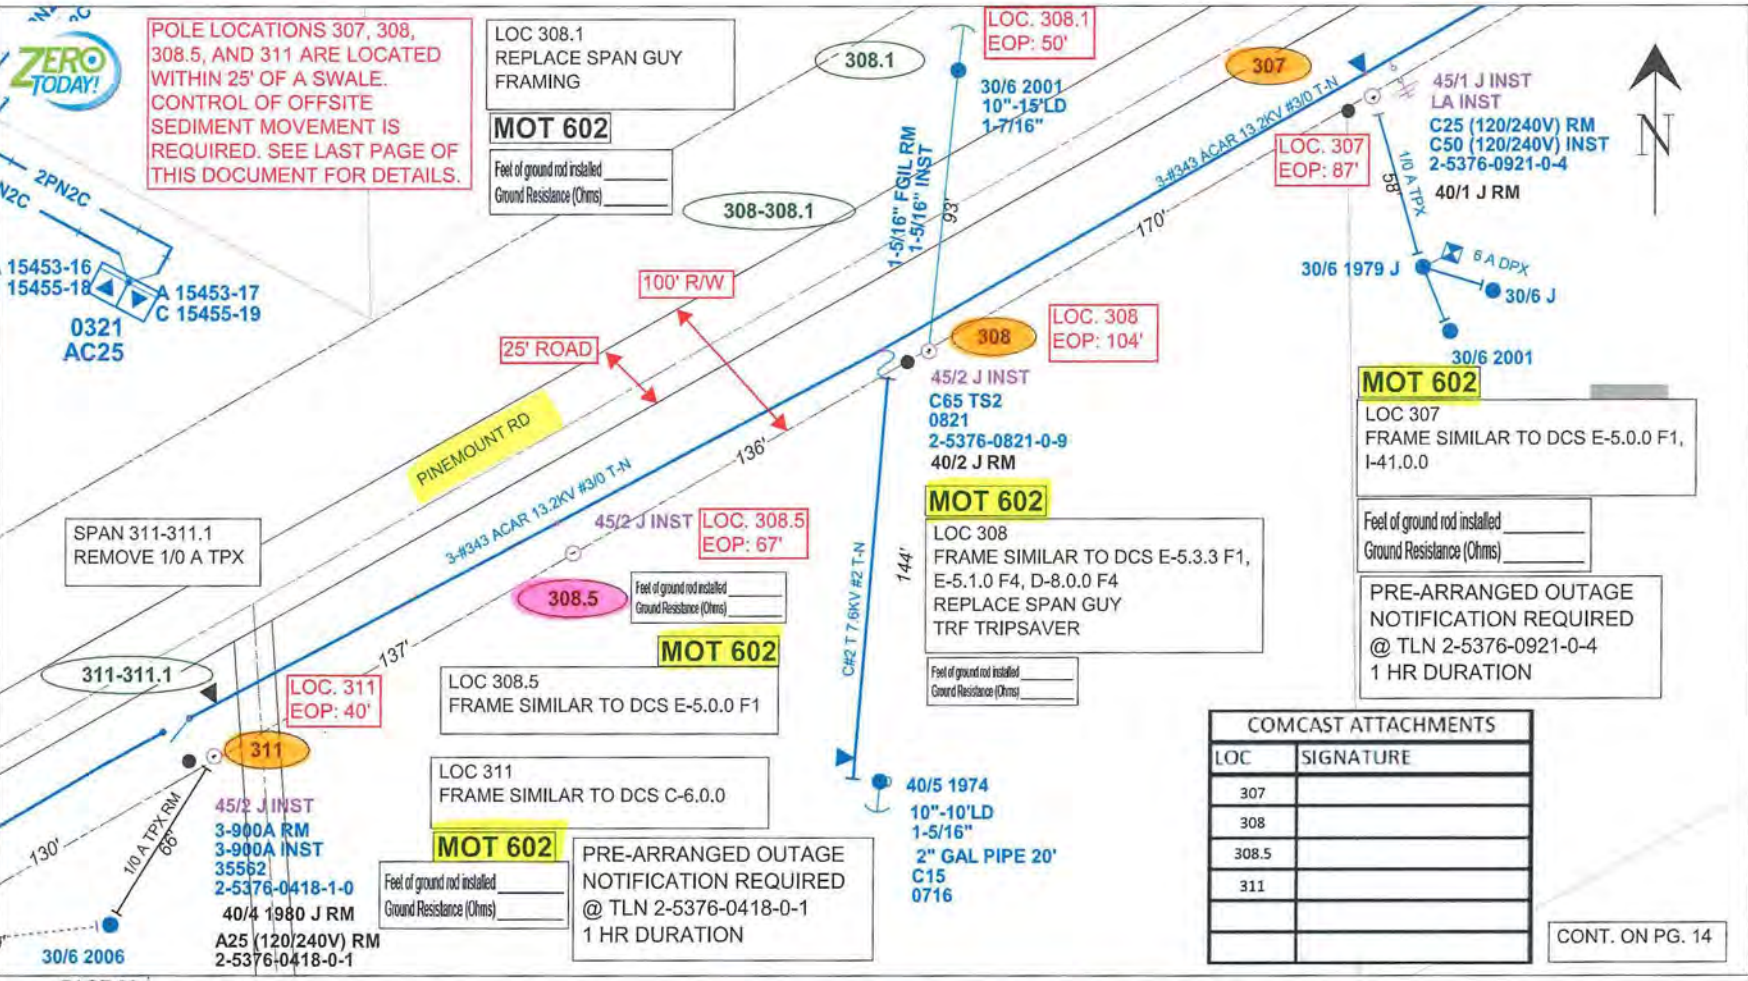 ZERO
TODAY!
POLE LOCATIONS 307, 308,
308.5, AND 311 ARE LOCATED
WITHIN 25' OF A SWALE.
CONTROL OF OFFSITE
SEDIMENT MOVEMENT IS
REQUIRED. SEE LAST PAGE OF
THIS DOCUMENT FOR DETAILS.
LOC 308.1
REPLACE SPAN GUY
FRAMING
MOT 602
Feet of ground rod installed
Ground Resistance (Ohms)
308.1
LOC. 308.1
EOP: 50'
30/6 2001
10"-15'LD
1-7/16"
1-5/16" FGIL RM
1-5/16" INST
93'
308-308.1
307
3-#343 ACAR 13.2KV #3/0 T-N
170'
LOC. 307
EOP: 87'
45/1 J INST
LA INST
C25 (120/240V) RM
C50 (120/240V) INST
2-5376-0921-0-4
40/1 J RM
N
1/0 A TPX
58'
30/6 1979 J
6 A DPX
30/6 J
30/6 2001
2PN2C
N2C
15453-16
15455-18
A 15453-17
C 15455-19
0321
AC25
100' R/W
25' ROAD
PINEMOUNT RD
308
LOC. 308
EOP: 104'
45/2 J INST
C65 TS2
0821
2-5376-0821-0-9
40/2 J RM
MOT 602
LOC 308
FRAME SIMILAR TO DCS E-5.3.3 F1,
E-5.1.0 F4, D-8.0.0 F4
REPLACE SPAN GUY
TRF TRIPSAVER
Feet of ground rod installed
Ground Resistance (Ohms)
MOT 602
LOC 307
FRAME SIMILAR TO DCS E-5.0.0 F1,
I-41.0.0
Feet of ground rod installed
Ground Resistance (Ohms)
PRE-ARRANGED OUTAGE
NOTIFICATION REQUIRED
@ TLN 2-5376-0921-0-4
1 HR DURATION
136'
3-#343 ACAR 13.2KV #3/0 T-N
45/2 J INST
LOC. 308.5
EOP: 67'
308.5
Feet of ground rod installed
Ground Resistance (Ohms)
MOT 602
LOC 308.5
FRAME SIMILAR TO DCS E-5.0.0 F1
144'
C#2 T 7.6KV #2 T-N
40/5 1974
10"-10'LD
1-5/16"
2" GAL PIPE 20'
C15
0716
SPAN 311-311.1
REMOVE 1/0 A TPX
311-311.1
137'
LOC. 311
EOP: 40'
311
45/2 J INST
3-900A RM
3-900A INST
35562
2-5376-0418-1-0
40/4 1980 J RM
A25 (120/240V) RM
2-5376-0418-0-1
130'
1/0 A TPX RM
66'
30/6 2006
LOC 311
FRAME SIMILAR TO DCS C-6.0.0
MOT 602
Feet of ground rod installed
Ground Resistance (Ohms)
PRE-ARRANGED OUTAGE
NOTIFICATION REQUIRED
@ TLN 2-5376-0418-0-1
1 HR DURATION
COMCAST ATTACHMENTS
LOC SIGNATURE
307
308
308.5
311
CONT. ON PG. 14